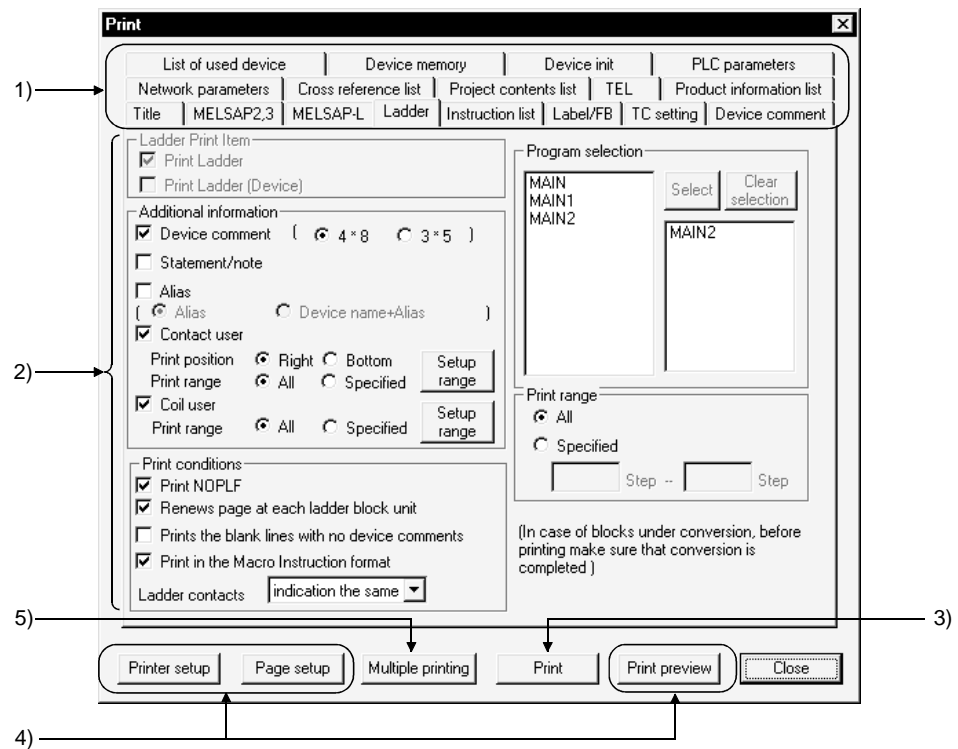 Print
List of used device Device memory Device init PLC parameters
1) Network parameters Cross reference list Project contents list TEL Product information list
Title MELSAP2,3 MELSAP-L Ladder Instruction list Label/FB TC setting Device comment
Ladder Print Item
Print Ladder
Print Ladder (Device)
Additional information
Device comment ( 4*8 3*5 )
Statement/note
Alias
( Alias Device name+Alias )
Contact user
Print position Right Bottom
Print range All Specified
Setup
range
Coil user
Print range All Specified
Setup
range
2)
Print conditions
Print NOPLF
Renews page at each ladder block unit
Prints the blank lines with no device comments
Print in the Macro Instruction format
Ladder contacts indication the same
Program selection
MAIN
MAIN1
MAIN2
Select
Clear
selection
MAIN2
Print range
All
Specified
Step -- Step
(In case of blocks under conversion, before
printing make sure that conversion is
completed )
5) 3)
Printer setup Page setup Multiple printing Print Print preview Close
4)